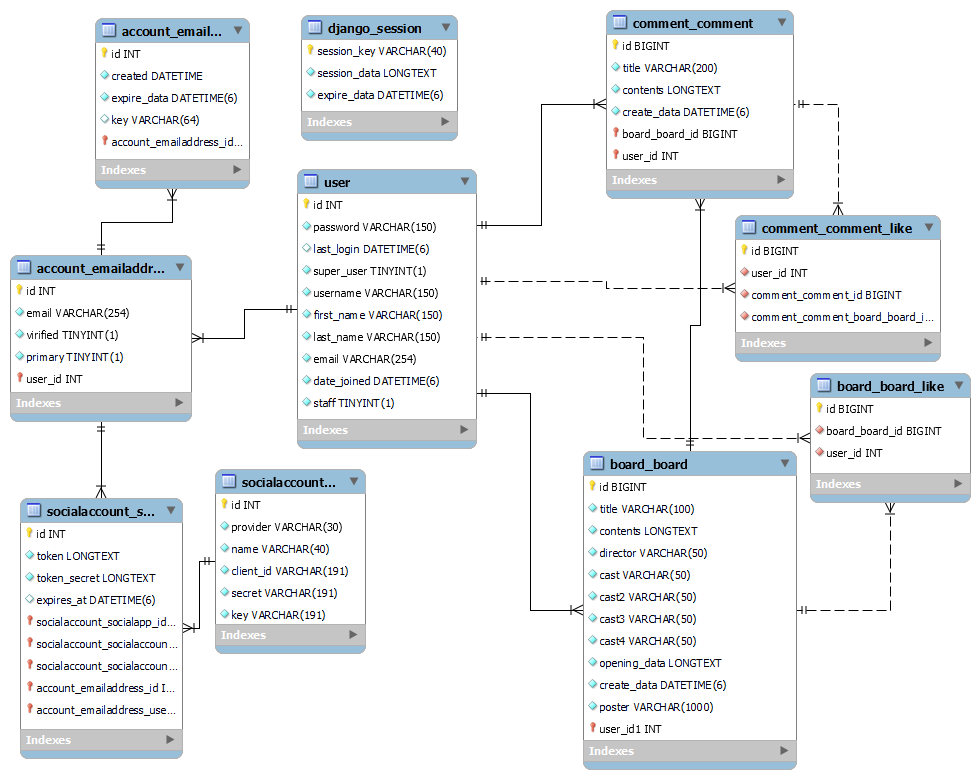 account_email...
id INT
created DATETIME
expire_data DATETIME(6)
key VARCHAR(64)
account_emailaddress_id...
Indexes
django_session
session_key VARCHAR(40)
session_data LONGTEXT
expire_data DATETIME(6)
Indexes
comment_comment
id BIGINT
title VARCHAR(200)
contents LONGTEXT
create_data DATETIME(6)
board_board_id BIGINT
user_id INT
Indexes
user
id INT
password VARCHAR(150)
last_login DATETIME(6)
super_user TINYINT(1)
username VARCHAR(150)
first_name VARCHAR(150)
last_name VARCHAR(150)
email VARCHAR(254)
date_joined DATETIME(6)
staff TINYINT(1)
Indexes
comment_comment_like
id BIGINT
user_id INT
comment_comment_id BIGINT
comment_comment_board_board_i...
Indexes
account_emailaddr...
id INT
email VARCHAR(254)
virified TINYINT(1)
primary TINYINT(1)
user_id INT
Indexes
board_board_like
id BIGINT
board_board_id BIGINT
user_id INT
Indexes
socialaccount_s...
id INT
token LONGTEXT
token_secret LONGTEXT
expires_at DATETIME(6)
socialaccount_socialapp_id...
socialaccount_socialaccoun...
socialaccount_socialaccoun...
account_emailaddress_id I...
account_emailaddress_use...
Indexes
socialaccount...
id INT
provider VARCHAR(30)
name VARCHAR(40)
client_id VARCHAR(191)
secret VARCHAR(191)
key VARCHAR(191)
Indexes
board_board
id BIGINT
title VARCHAR(100)
contents LONGTEXT
director VARCHAR(50)
cast VARCHAR(50)
cast2 VARCHAR(50)
cast3 VARCHAR(50)
cast4 VARCHAR(50)
opening_data LONGTEXT
create_data DATETIME(6)
poster VARCHAR(1000)
user_id1 INT
Indexes